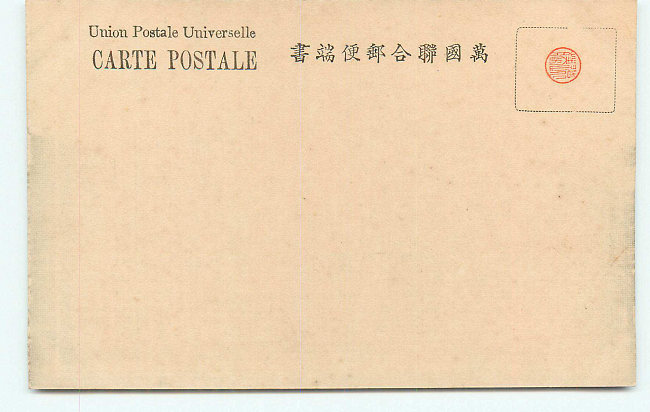 Union Postale Universelle
CARTE POSTALE
萬國聯合郵便端書